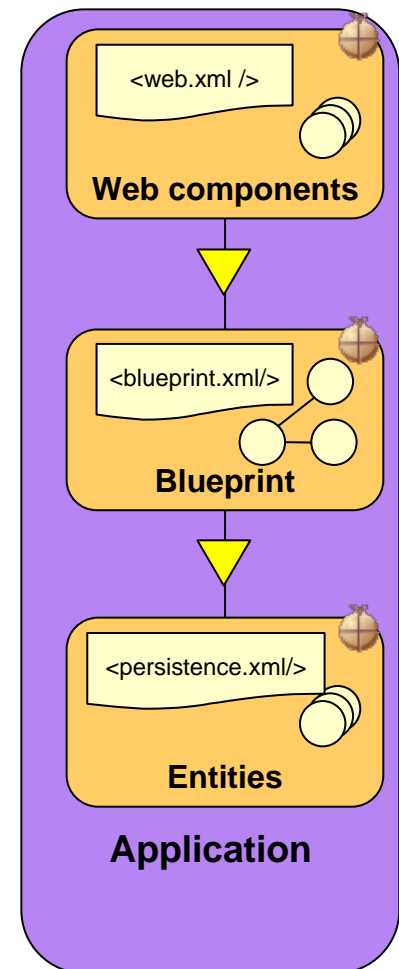 <web.xml />
Web components
<blueprint.xml/>
Blueprint
<persistence.xml/>
Entities
Application